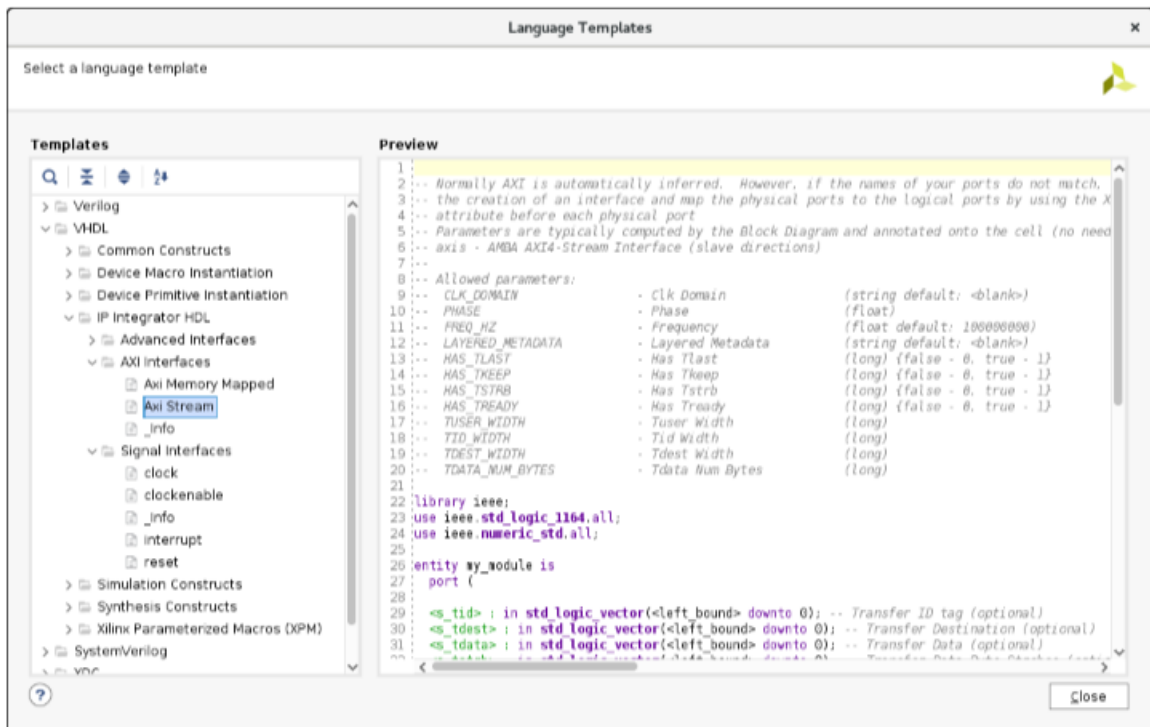 Language Templates
Select a language template
Templates
Verilog
VHDL
Common Constructs
Device Macro Instantiation
Device Primitive Instantiation
IP Integrator HDL
Advanced Interfaces
AXI Interfaces
Axi Memory Mapped
Axi Stream
_Info
Signal Interfaces
clock
clockenable
_Info
interrupt
reset
Simulation Constructs
Synthesis Constructs
Xilinx Parameterized Macros (XPM)
SystemVerilog
XDC
Preview
1
2 -- Normally AXI is automatically inferred.  However, if the names of your ports do not match,
3 -- the creation of an interface and map the physical ports to the logical ports by using the X
4 -- attribute before each physical port
5 -- Parameters are typically computed by the Block Diagram and annotated onto the cell (no need
6 -- axis - AMBA AXI4-Stream Interface (slave directions)
7 --
8 -- Allowed parameters:
9 --  CLK_DOMAIN - Clk Domain (string default: <blank>)
10 --  PHASE - Phase (float)
11 --  FREQ_HZ - Frequency (float default: 100000000)
12 --  LAYERED_METADATA - Layered Metadata (string default: <blank>)
13 --  HAS_TLAST - Has Tlast (long) {false - 0, true - 1}
14 --  HAS_TKEEP - Has Tkeep (long) {false - 0, true - 1}
15 --  HAS_TSTRB - Has Tstrb (long) {false - 0, true - 1}
16 --  HAS_TREADY - Has Tready (long) {false - 0, true - 1}
17 --  TUSER_WIDTH - Tuser Width (long)
18 --  TID_WIDTH - Tid Width (long)
19 --  TDEST_WIDTH - Tdest Width (long)
20 --  TDATA_NUM_BYTES - Tdata Num Bytes (long)
21
22 library ieee;
23 use ieee.std_logic_1164.all;
24 use ieee.numeric_std.all;
25
26 entity my_module is
27 port (
28
29 <s_tid> : in std_logic_vector(<left_bound> downto 0); -- Transfer ID tag (optional)
30 <s_tdest> : in std_logic_vector(<left_bound> downto 0); -- Transfer Destination (optional)
31 <s_tdata> : in std_logic_vector(<left_bound> downto 0); -- Transfer Data (optional)
?
Close